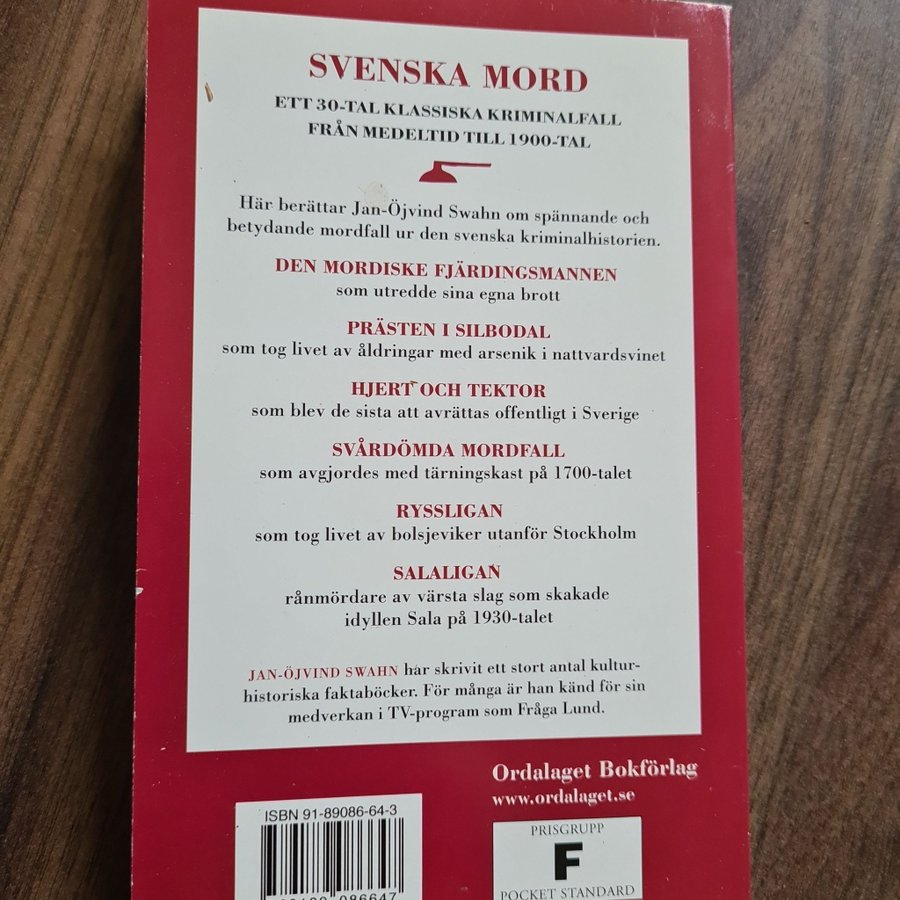 SVENSKA MORD
ETT 30-TAL KLASSISKA KRIMINALFALL
FRÅN MEDELTID TILL 1900-TAL
Här berättar Jan-Öjvind Swahn om spännande och
betydande mordfall ur den svenska kriminalhistorien.
DEN MORDISKE FJÄRDINGSMANNEN
som utredde sina egna brott
PRÄSTEN I SILBODAL
som tog livet av åldringar med arsenik i nattvardsvinet
HJERT OCH TEKTOR
som blev de sista att avrättas offentligt i Sverige
SVÅRDÖMDA MORDFALL
som avgjordes med tärningskast på 1700-talet
RYSSLIGAN
som tog livet av bolsjeviker utanför Stockholm
SALALIGAN
rånmördare av värsta slag som skakade
idyllen Sala på 1930-talet
JAN-ÖJVIND SWAHN har skrivit ett stort antal kultur-
historiska faktaböcker. För många är han känd för sin
medverkan i TV-program som Fråga Lund.
Ordalaget Bokförlag
www.ordalaget.se
ISBN 91-89086-64-3
086647
PRISGRUPP
F
POCKET STANDARD